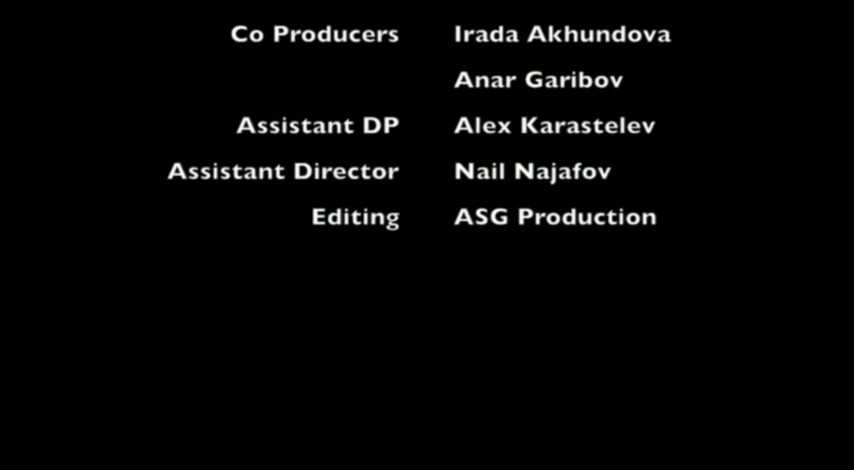 Co Producers Irada Akhundova
Anar Garibov
Assistant DP Alex Karastelev
Assistant Director Nail Najafov
Editing ASG Production